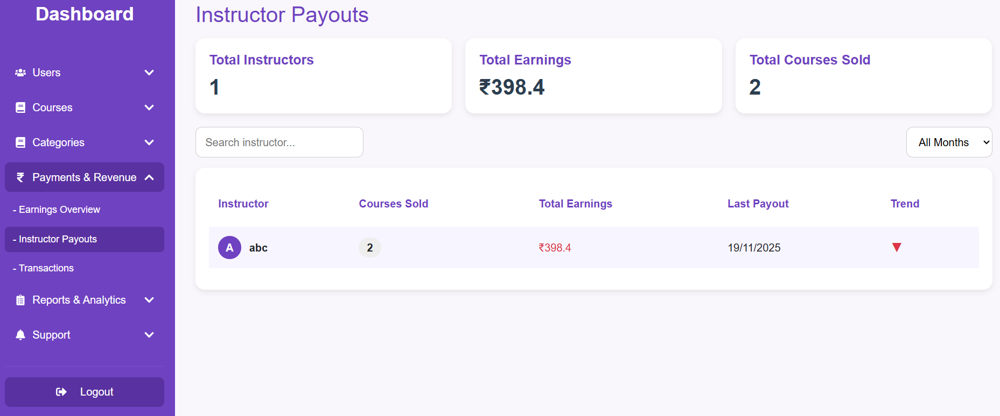 Dashboard
Users
Courses
Categories
Payments & Revenue
- Earnings Overview
- Instructor Payouts
- Transactions
Reports & Analytics
Support
Logout
Instructor Payouts
Total Instructors
1
Total Earnings
₹398.4
Total Courses Sold
2
Search instructor...
All Months
Instructor Courses Sold Total Earnings Last Payout Trend
A abc 2 ₹398.4 19/11/2025 ▼